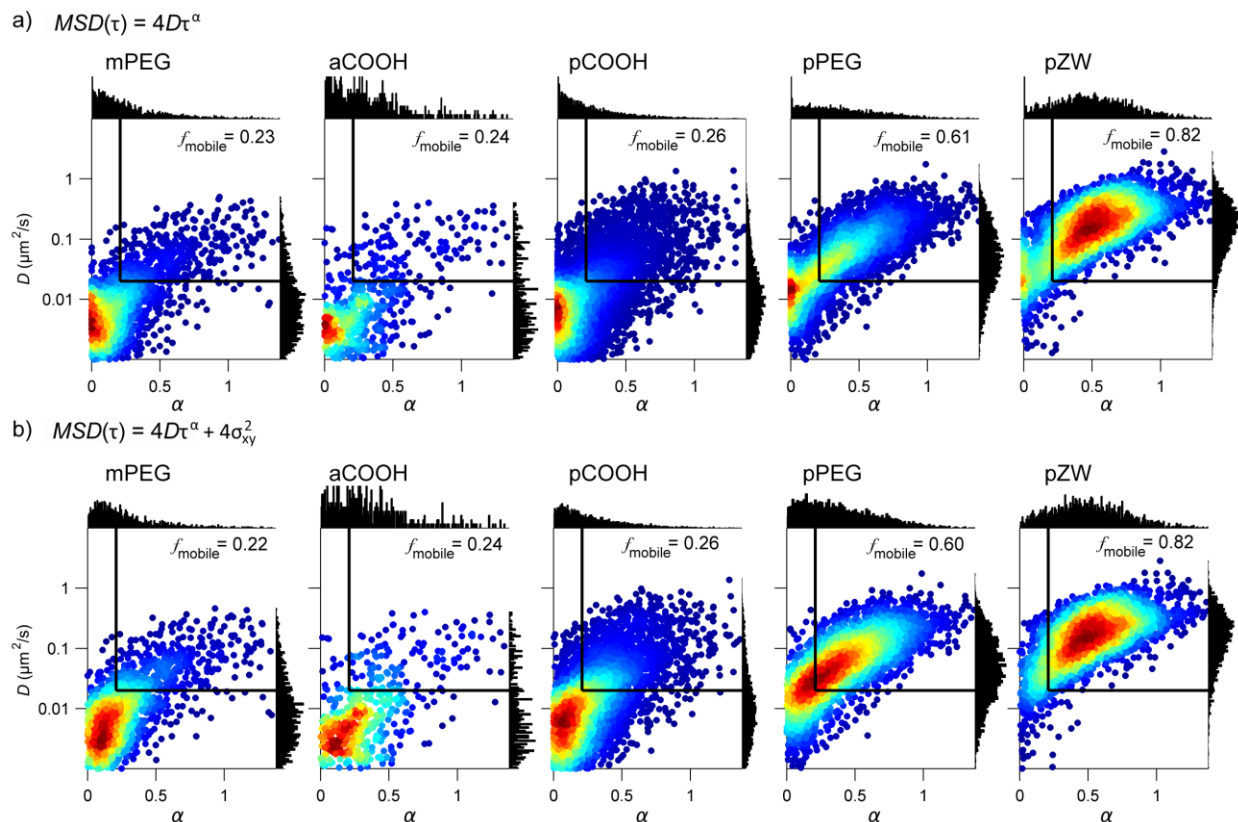 a) MSD(τ) = 4Dτ^α
mPEG aCOOH pCOOH pPEG pZW
f_mobile = 0.23 f_mobile = 0.24 f_mobile = 0.26 f_mobile = 0.61 f_mobile = 0.82
1
0.1
0.01
D (μm²/s)
0 0.5 1 0 0.5 1 0 0.5 1 0 0.5 1 0 0.5 1
α α α α α
b) MSD(τ) = 4Dτ^α + 4σ_xy^2
mPEG aCOOH pCOOH pPEG pZW
f_mobile = 0.22 f_mobile = 0.24 f_mobile = 0.26 f_mobile = 0.60 f_mobile = 0.82
1
0.1
0.01
D (μm²/s)
0 0.5 1 0 0.5 1 0 0.5 1 0 0.5 1 0 0.5 1
α α α α α